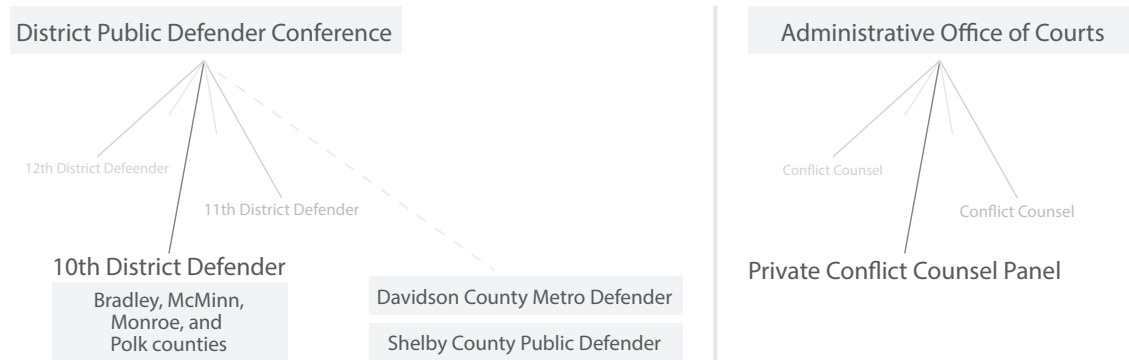 District Public Defender Conference
12th District Defeender
11th District Defender
10th District Defender
Bradley, McMinn,
Monroe, and
Polk counties
Davidson County Metro Defender
Shelby County Public Defender
Administrative Office of Courts
Conflict Counsel
Conflict Counsel
Private Conflict Counsel Panel